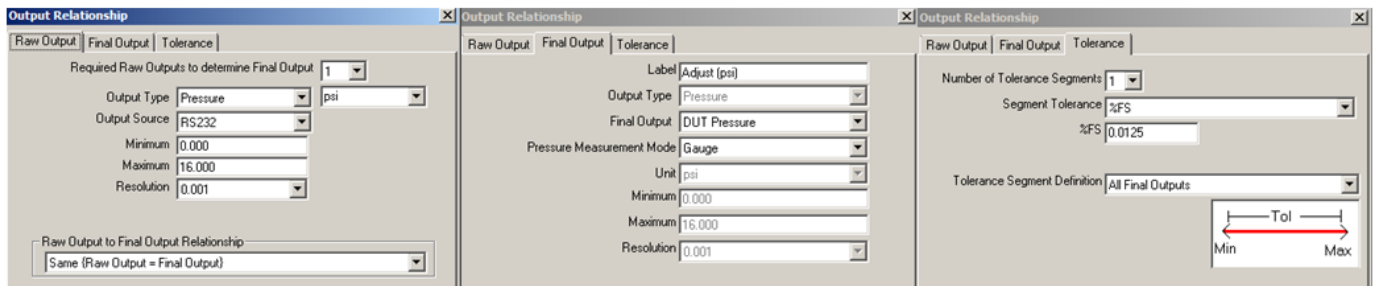 Output Relationship
Raw Output Final Output Tolerance
Required Raw Outputs to determine Final Output 1
Output Type Pressure psi
Output Source RS232
Minimum 0.000
Maximum 16.000
Resolution 0.001
Raw Output to Final Output Relationship
Same (Raw Output = Final Output)
Output Relationship
Raw Output Final Output Tolerance
Label Adjust (psi)
Output Type Pressure
Final Output DUT Pressure
Pressure Measurement Mode Gauge
Unit psi
Minimum 0.000
Maximum 16.000
Resolution 0.001
Output Relationship
Raw Output Final Output Tolerance
Number of Tolerance Segments 1
Segment Tolerance %FS
%FS 0.0125
Tolerance Segment Definition All Final Outputs
Tol
Min Max